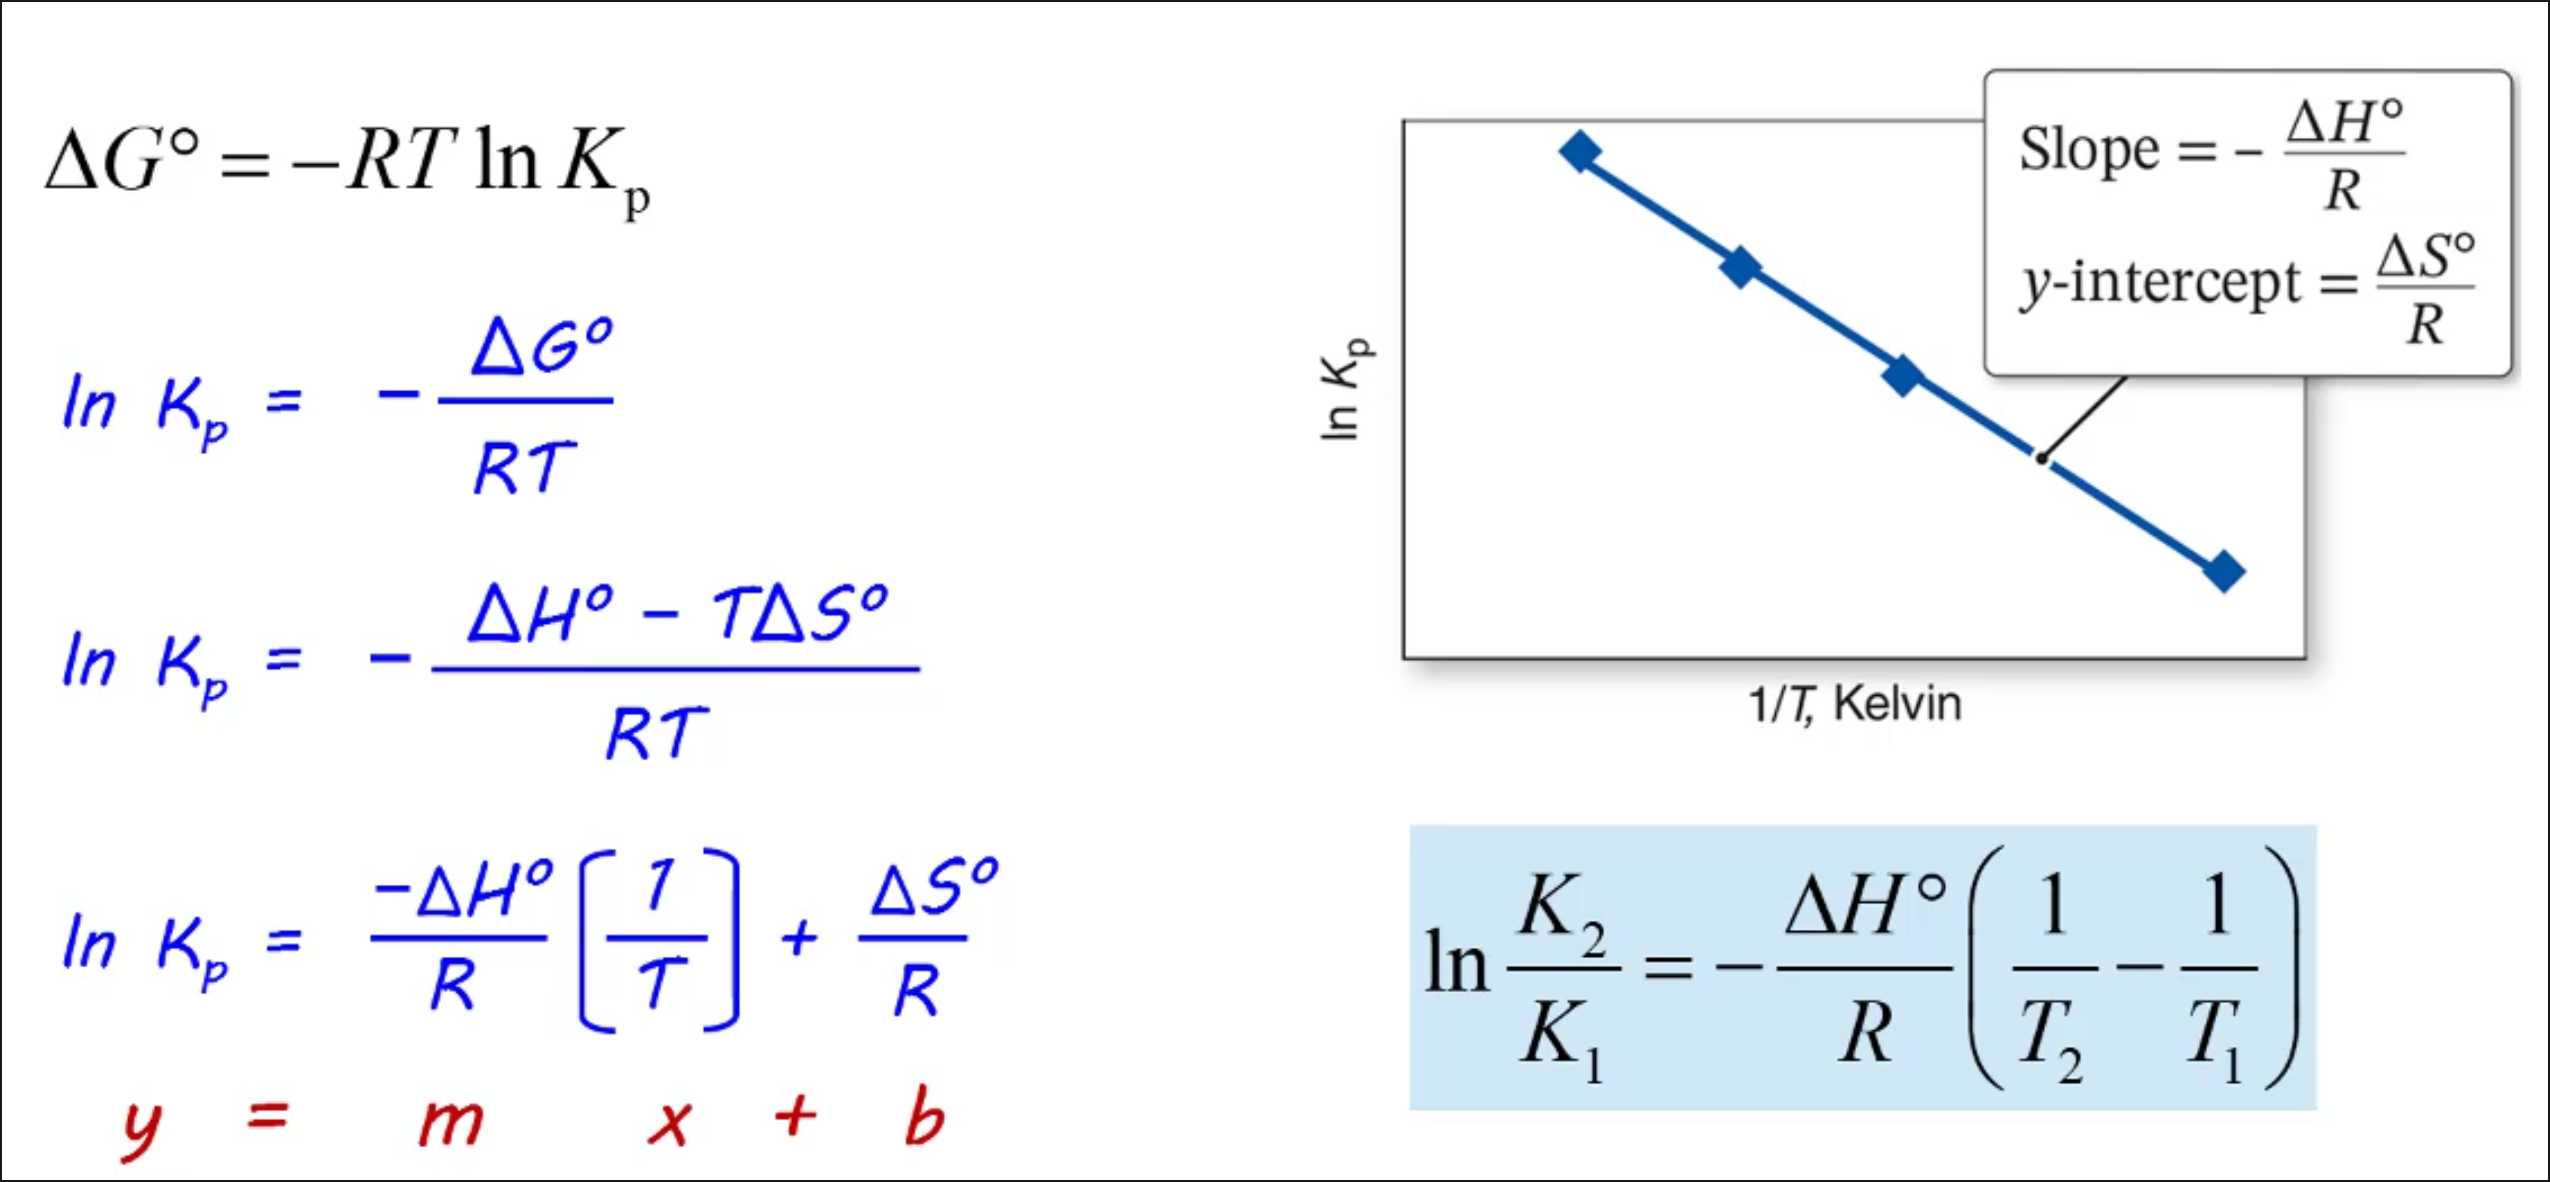 ΔG° = −RT ln Kp
ln Kp = − ΔG° / RT
ln Kp = − ΔH° − TΔS° / RT
ln Kp = −ΔH° / R [1 / T] + ΔS° / R
y = m x + b
Slope = − ΔH° / R
y-intercept = ΔS° / R
ln Kp
1/T, Kelvin
ln K2 / K1 = − ΔH° / R (1 / T2 − 1 / T1)